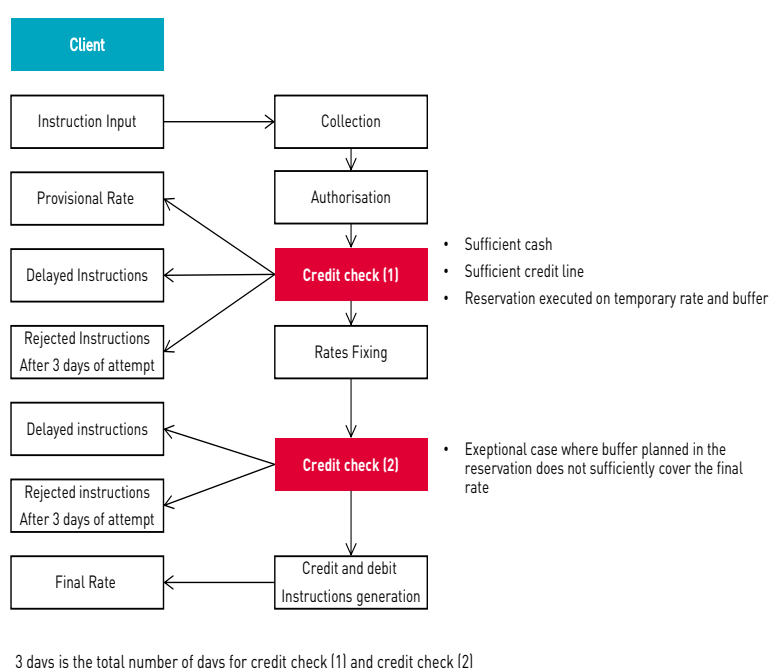 Client
Instruction Input
Collection
Provisional Rate
Authorisation
Delayed Instructions
Credit check (1)
• Sufficient cash
• Sufficient credit line
• Reservation executed on temporary rate and buffer
Rejected Instructions
After 3 days of attempt
Rates Fixing
Delayed instructions
Credit check (2)
• Exeptional case where buffer planned in the
reservation does not sufficiently cover the final
rate
Rejected instructions
After 3 days of attempt
Final Rate
Credit and debit
Instructions generation
3 days is the total number of days for credit check (1) and credit check (2)